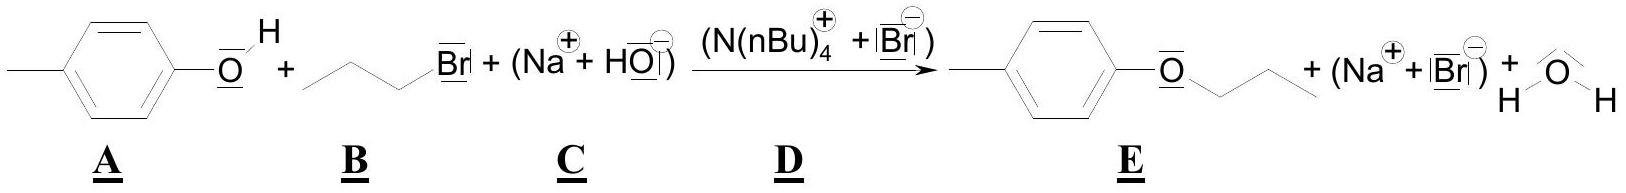 H
O + Br + (Na⊕ + HO⊖) (N(nBu)₄⊕ + Br⊖) O + (Na⊕ + Br⊖) + H O H
A B C D E